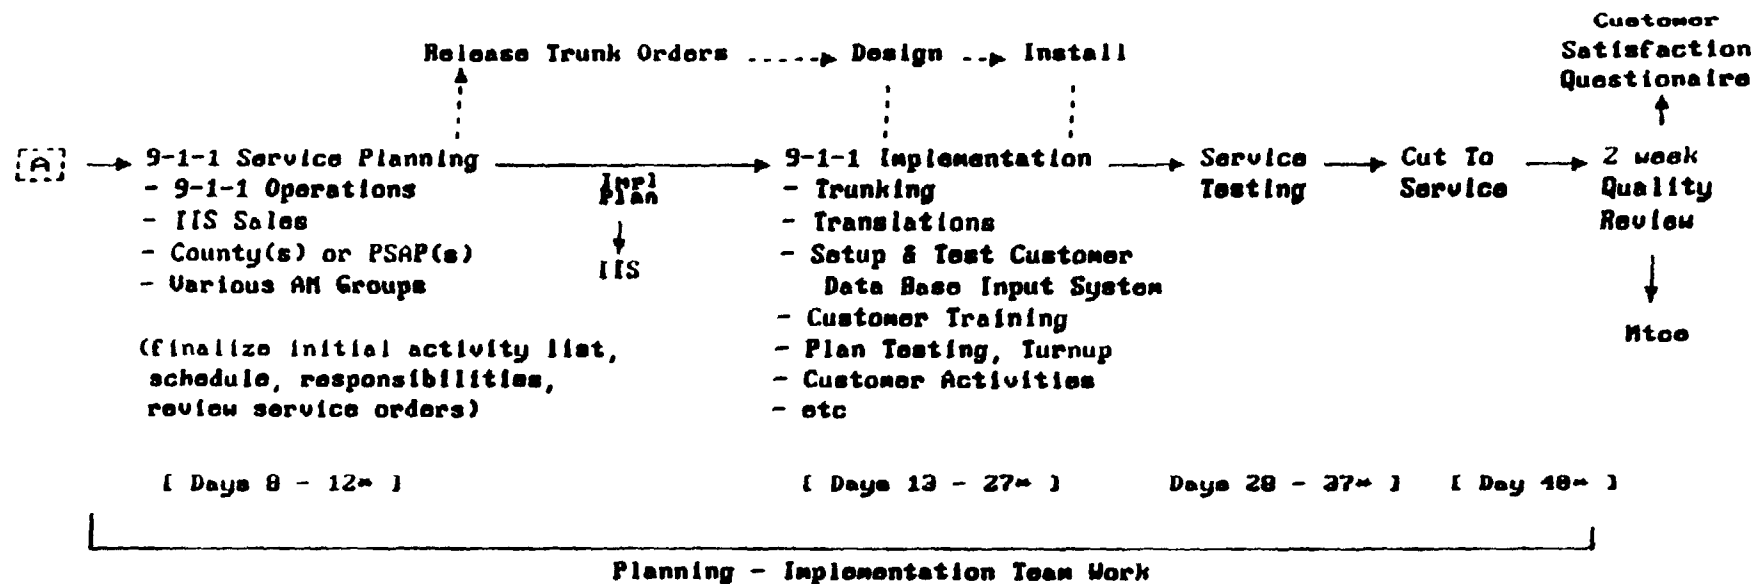 Customer
Satisfaction
Questionaire
Release Trunk Orders Design Install
[A] 9-1-1 Service Planning
- 9-1-1 Operations
- IIS Sales
- County(s) or PSAP(s)
- Various AM Groups
(finalize initial activity list,
schedule, responsibilities,
review service orders)
Impl
Plan
IIS
9-1-1 Implementation
- Trunking
- Translations
- Setup & Test Customer
Data Base Input System
- Customer Training
- Plan Testing, Turnup
- Customer Activities
- etc
Service
Testing
Cut To
Service
2 week
Quality
Review
Mtce
[ Days 8 - 12* ] [ Days 13 - 27* ] Days 28 - 37* ] [ Day 40* ]
Planning - Implementation Team Work